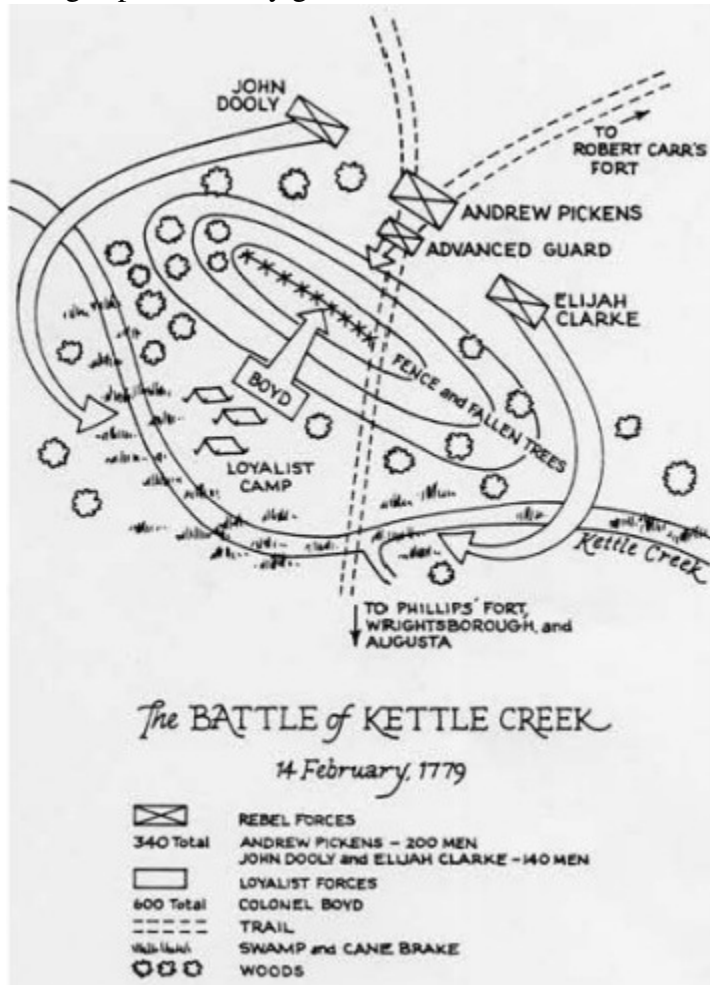 JOHN
DOOLY
TO
ROBERT CARR'S
FORT
ANDREW PICKENS
ADVANCED GUARD
ELIJAH
CLARKE
BOYD
FENCE and FALLEN TREES
LOYALIST
CAMP
Kettle Creek
TO PHILLIPS' FORT,
WRIGHTSBOROUGH, and
AUGUSTA
The BATTLE of KETTLE CREEK
14 February, 1779
REBEL FORCES
340 Total ANDREW PICKENS - 200 MEN
JOHN DOOLY and ELIJAH CLARKE - 140 MEN
LOYALIST FORCES
600 Total COLONEL BOYD
TRAIL
SWAMP and CANE BRAKE
WOODS